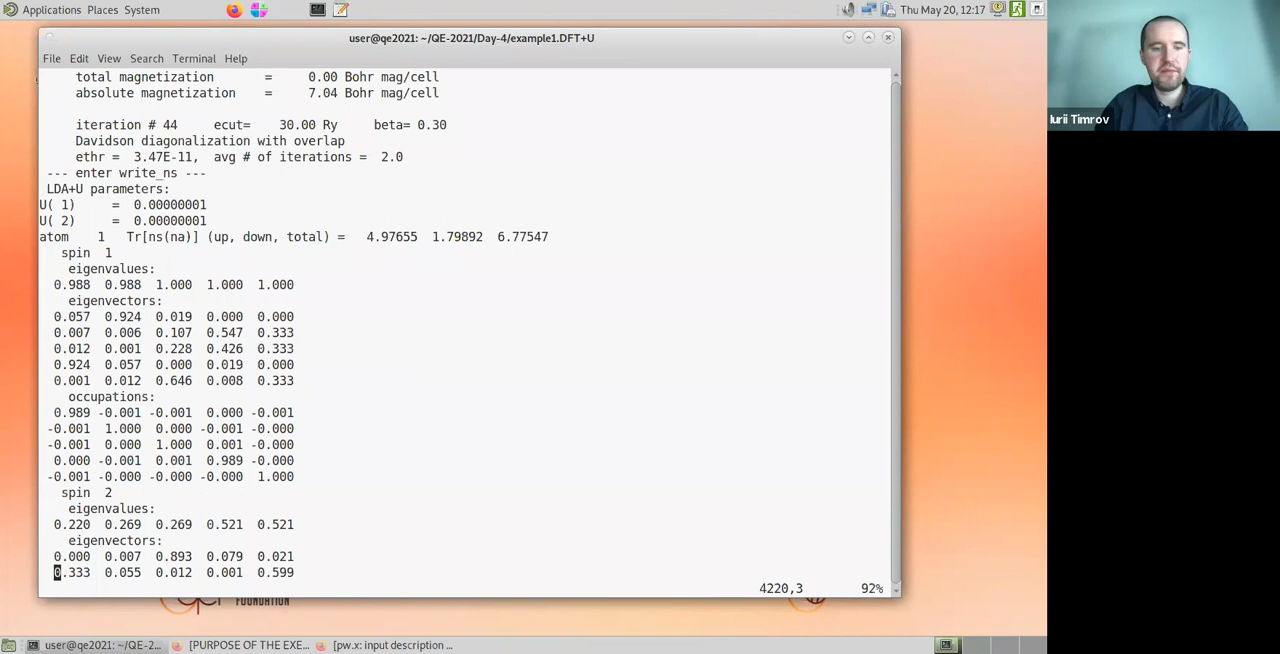 Applications Places System
Thu May 20, 12:17
user@qe2021: ~/QE-2021/Day-4/example1.DFT+U
File Edit View Search Terminal Help
total magnetization = 0.00 Bohr mag/cell
absolute magnetization = 7.04 Bohr mag/cell
iteration # 44 ecut= 30.00 Ry beta= 0.30
Davidson diagonalization with overlap
ethr = 3.47E-11, avg # of iterations = 2.0
--- enter write_ns ---
LDA+U parameters:
U( 1) = 0.00000001
U( 2) = 0.00000001
atom 1 Tr[ns(na)] (up, down, total) = 4.97655 1.79892 6.77547
spin 1
eigenvalues:
0.988 0.988 1.000 1.000 1.000
eigenvectors:
0.057 0.924 0.019 0.000 0.000
0.007 0.006 0.107 0.547 0.333
0.012 0.001 0.228 0.426 0.333
0.924 0.057 0.000 0.019 0.000
0.001 0.012 0.646 0.008 0.333
occupations:
0.989 -0.001 -0.001 0.000 -0.001
-0.001 1.000 0.000 -0.001 -0.000
-0.001 0.000 1.000 0.001 -0.000
0.000 -0.001 0.001 0.989 -0.000
-0.001 -0.000 -0.000 -0.000 1.000
spin 2
eigenvalues:
0.220 0.269 0.269 0.521 0.521
eigenvectors:
0.000 0.007 0.893 0.079 0.021
0.333 0.055 0.012 0.001 0.599
4220,3 92%
FOUNDATION
user@qe2021: ~/QE-2... [PURPOSE OF THE EXE... [pw.x: input description ...
Iurii Timrov